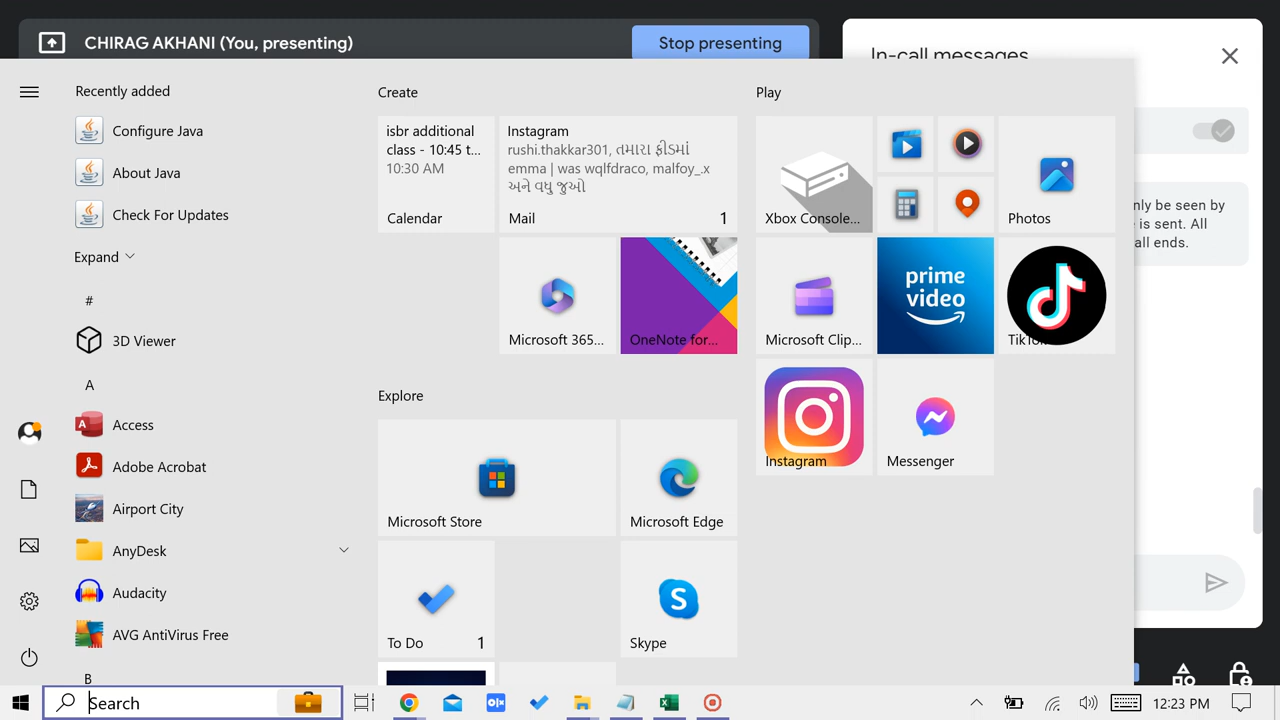 CHIRAG AKHANI (You, presenting)
Stop presenting
In-call messages
nly be seen by
e is sent. All
all ends.
Recently added
Configure Java
About Java
Check For Updates
Expand
#
3D Viewer
A
Access
Adobe Acrobat
Airport City
AnyDesk
Audacity
AVG AntiVirus Free
B
Create
isbr additional
class - 10:45 t...
10:30 AM
Calendar
Instagram
rushi.thakkar301, તમારા ફીડમાં
emma | was wqlfdraco, malfoy_.x
અને વધુ જુઓ
Mail 1
Microsoft 365...
OneNote for...
Explore
Microsoft Store
Microsoft Edge
To Do 1
Skype
Play
Xbox Console...
Photos
Microsoft Clip...
prime
video
TikTok
Instagram
Messenger
Search
olx
12:23 PM